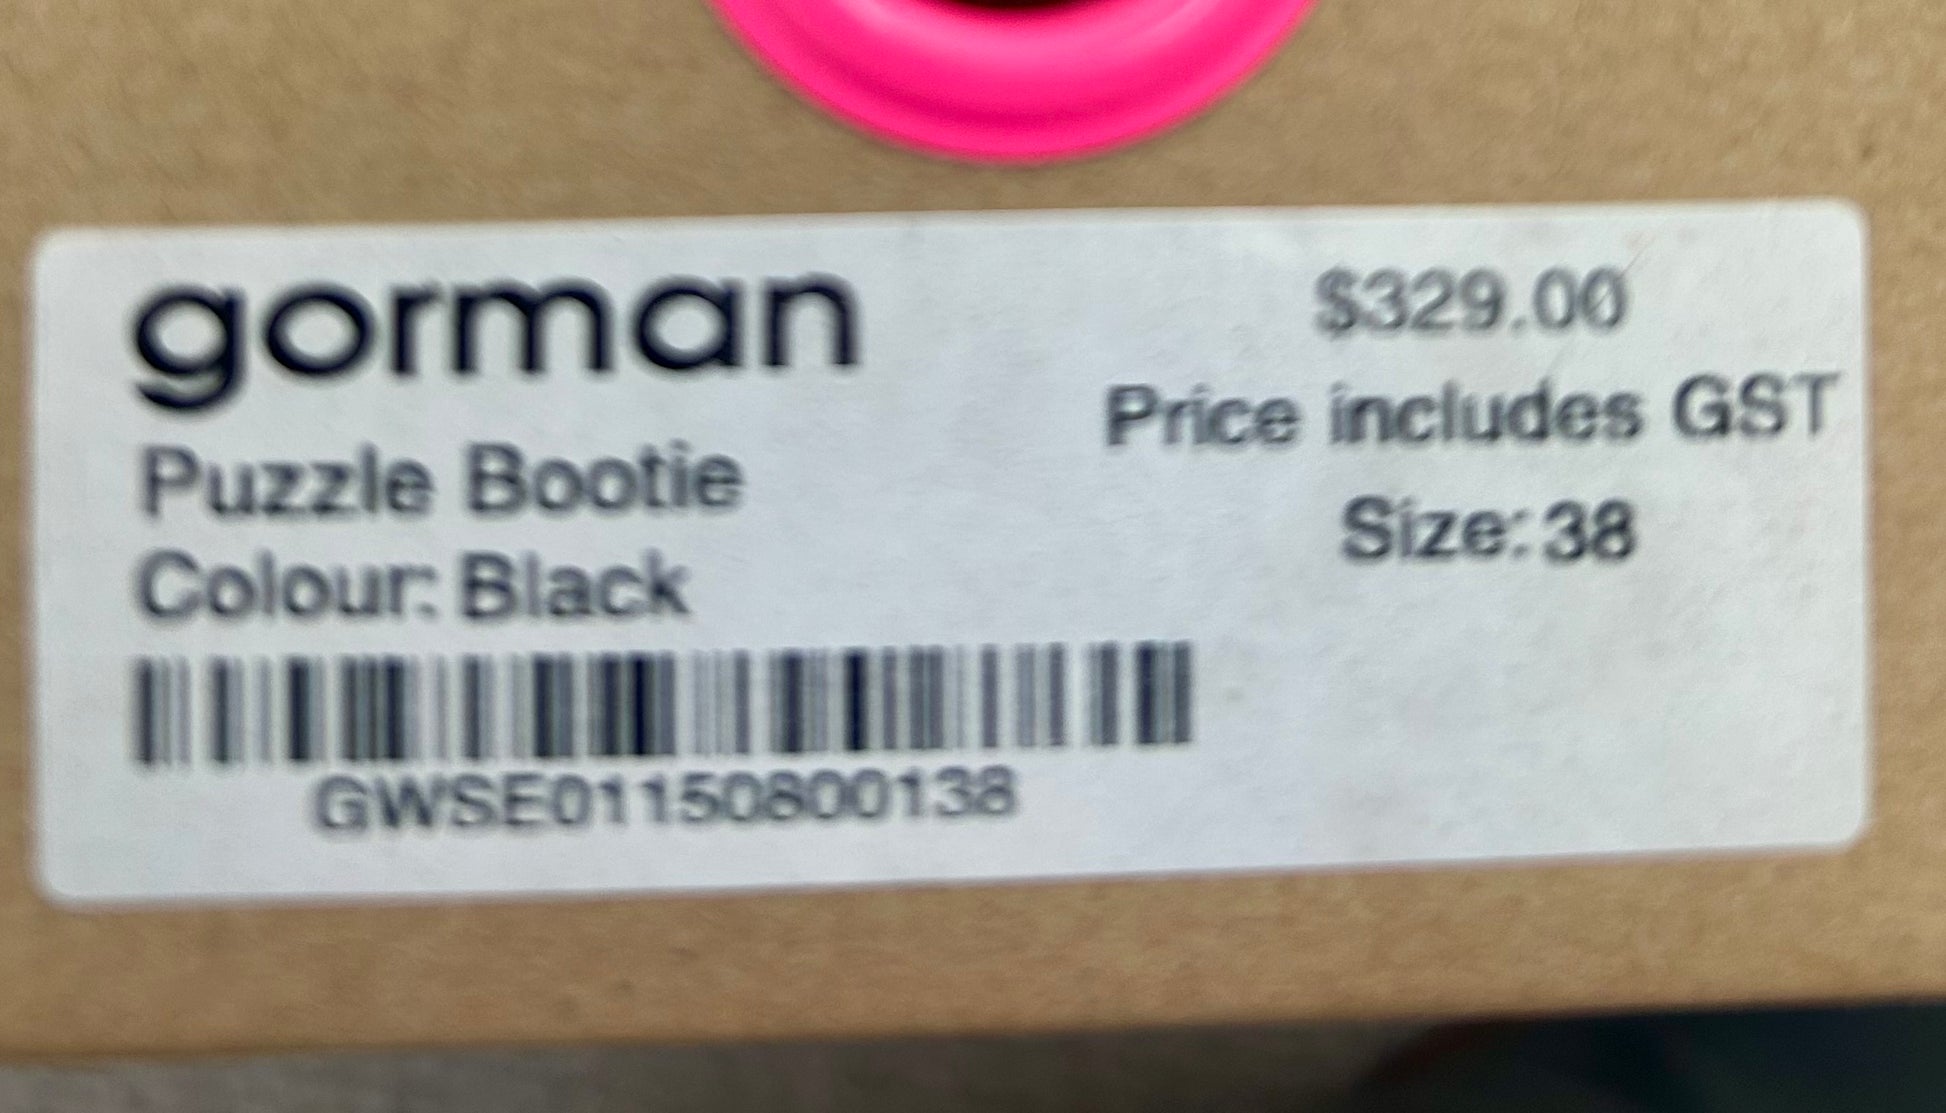 gorman
Puzzle Bootie
Colour: Black
GWSE01150800138
$329.00
Price includes GST
Size: 38